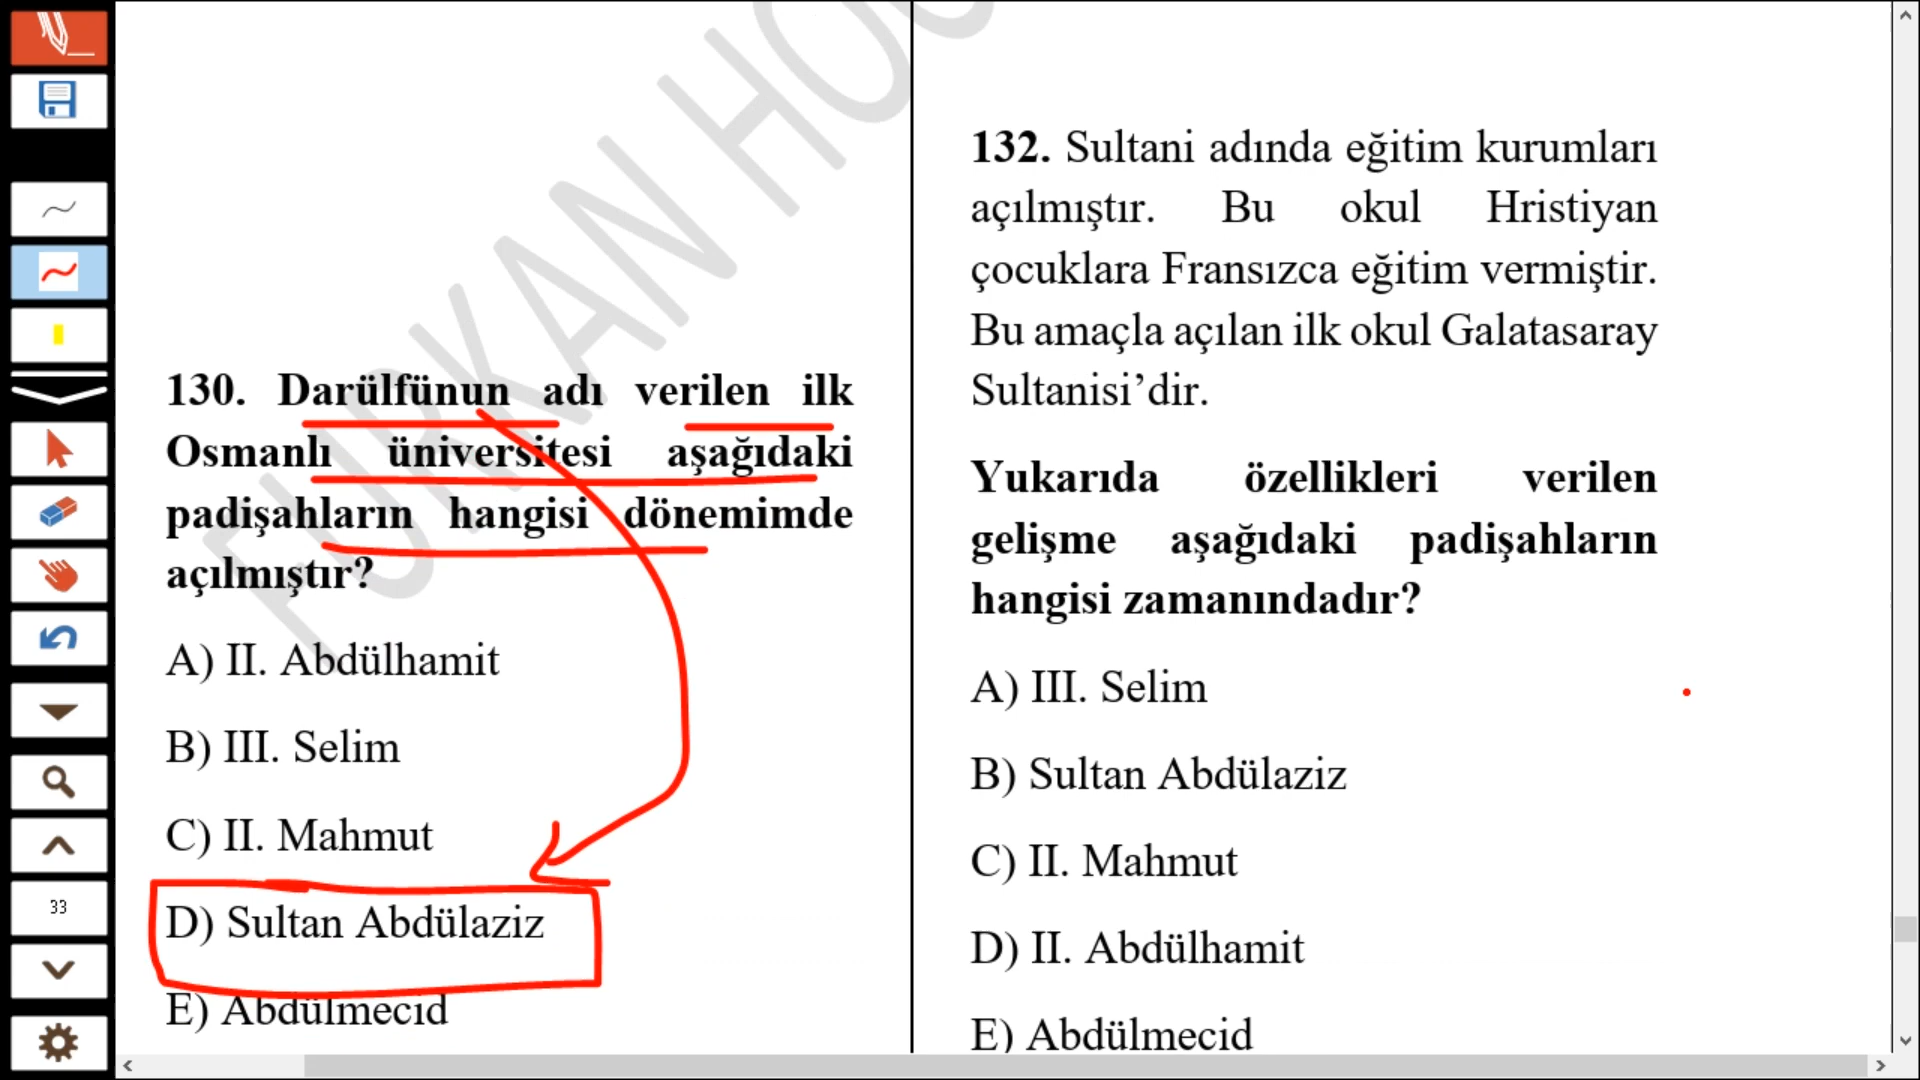 FURKAN HOC
130. Darülfünun adı verilen ilk
Osmanlı üniversitesi aşağıdaki
padişahların hangisi dönemimde
açılmıştır?
A) II. Abdülhamit
B) III. Selim
C) II. Mahmut
D) Sultan Abdülaziz
E) Abdülmecid
132. Sultani adında eğitim kurumları
açılmıştır. Bu okul Hristiyan
çocuklara Fransızca eğitim vermiştir.
Bu amaçla açılan ilk okul Galatasaray
Sultanisi’dir.
Yukarıda özellikleri verilen
gelişme aşağıdaki padişahların
hangisi zamanındadır?
A) III. Selim
B) Sultan Abdülaziz
C) II. Mahmut
D) II. Abdülhamit
E) Abdülmecid
33